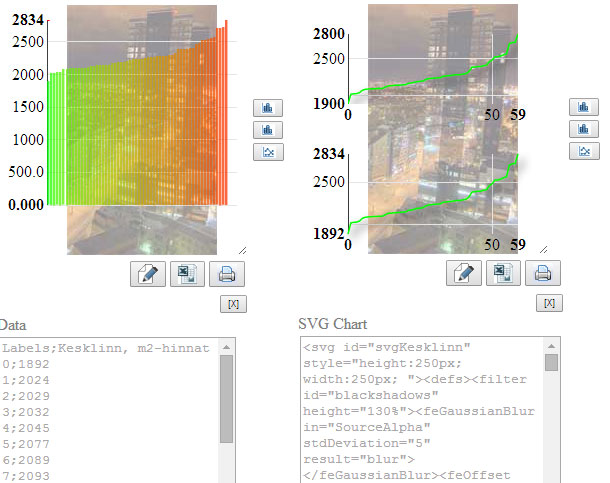 2834
2500
2000
1500
1000
500.0
0.000
2800
2500
1900
0 50 59
2834
2500
1892
0 50 59
[X]
[X]
Data
SVG Chart
Labels;Kesklinn, m2-hinnat
0;1892
1;2024
2;2029
3;2032
4;2045
5;2077
6;2089
7;2093
<svg id="svgKesklinn"
style="height:250px;
width:250px; "><defs><filter
id="blackshadows"
height="130%"><feGaussianBlur
in="SourceAlpha"
stdDeviation="5"
result="blur">
</feGaussianBlur><feOffset